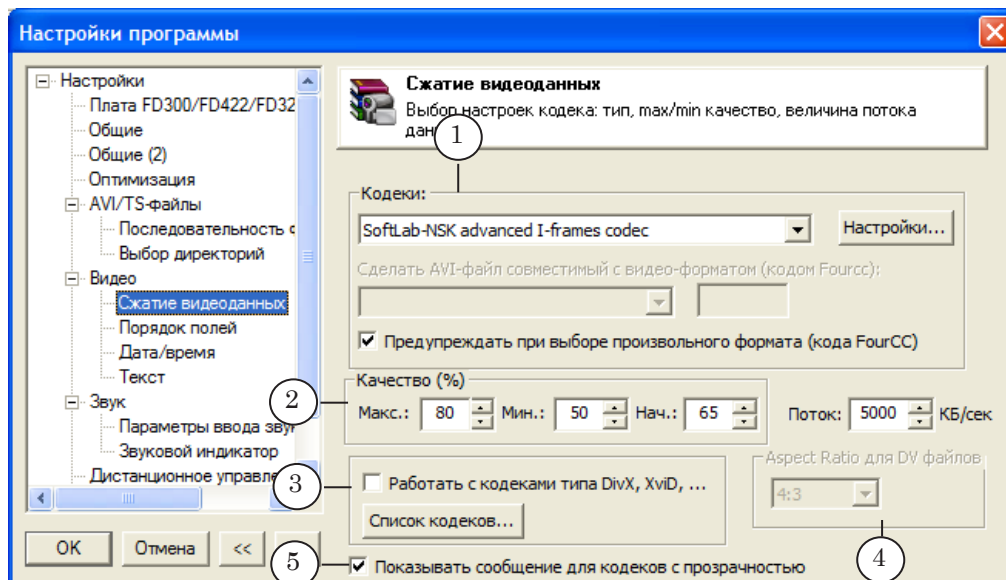 Настройки программы
Настройки
Плата FD300/FD422/FD32
Общие
Общие (2)
Оптимизация
AVI/TS-файлы
Последовательность
Выбор директорий
Видео
Сжатие видеоданных
Порядок полей
Дата/время
Текст
Звук
Параметры ввода
Звуковой индикатор
Дистанционное
Сжатие видеоданных
Выбор настроек кодека: тип, max/min качество, величина потока
1
Кодеки:
SoftLab-NSK advanced I-frames codec
Настройки...
Сделать AVI-файл совместимый с видео-форматом (кодом Fourcc):
Предупреждать при выборе произвольного формата (кода FourCC)
2
Качество (%)
Макс.: 80 Мин.: 50 Нач.: 65 Поток: 5000 КБ/сек
3
Работать с кодеками типа DivX, XviD, ...
Список кодеков...
Aspect Ratio для DV файлов
4:3
4
OK Отмена <<
5
Показывать сообщение для кодеков с прозрачностью